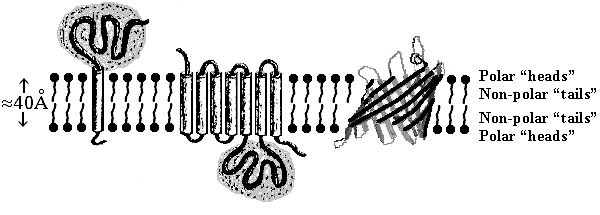 ≈40Å
Polar “heads”
Non-polar “tails”
Non-polar “tails”
Polar “heads”